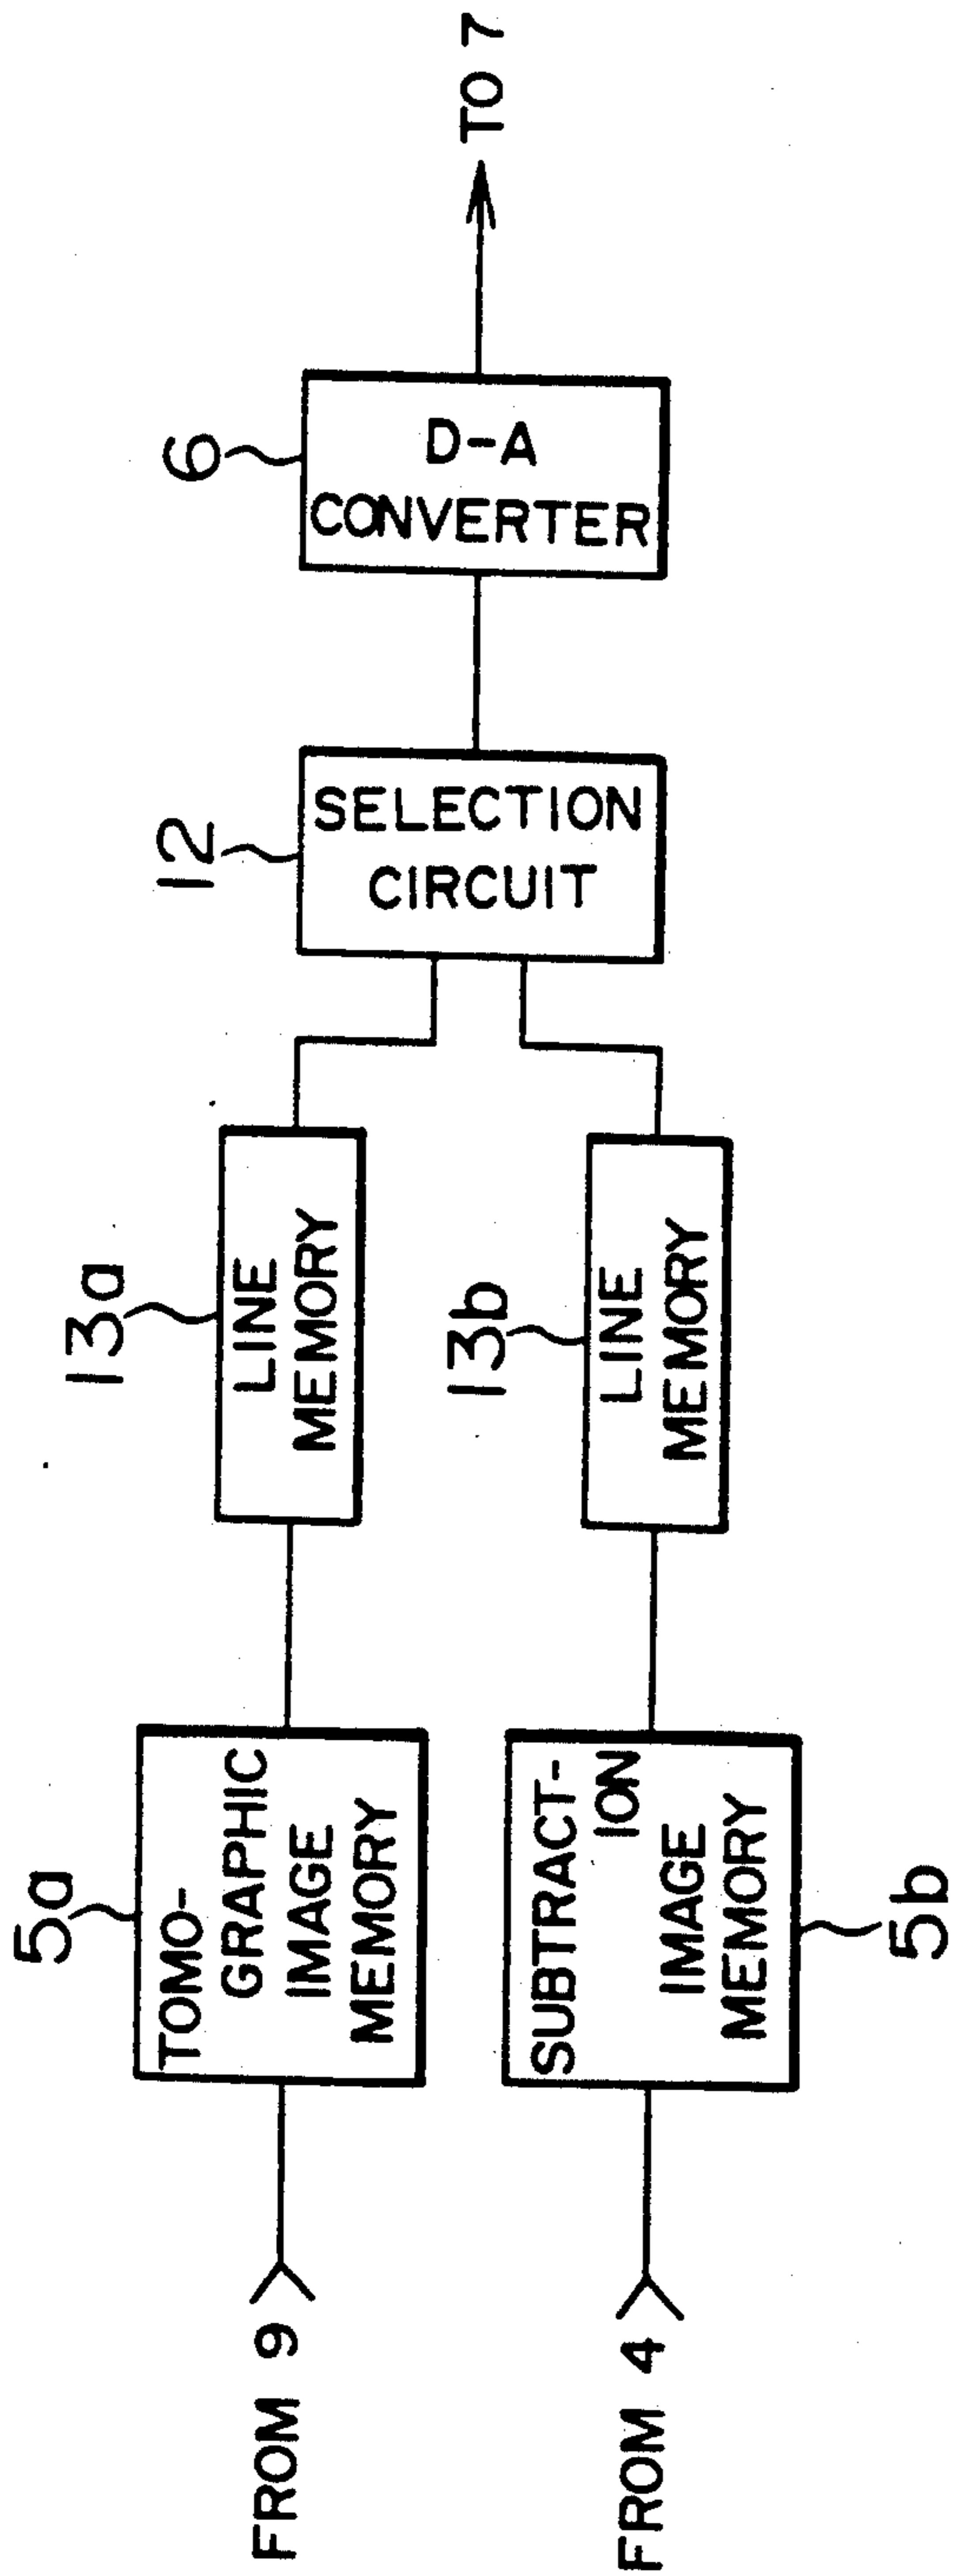 FROM 9
5a
TOMO-
GRAPHIC
IMAGE
MEMORY
13a
LINE
MEMORY
FROM 4
SUBTRACT-
ION
IMAGE
MEMORY
5b
13b
LINE
MEMORY
12
SELECTION
CIRCUIT
6
D-A
CONVERTER
TO 7